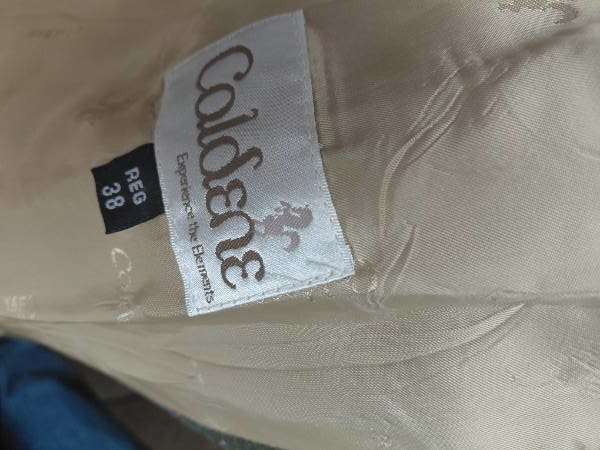 Caldene
Experience the Elements
REG
38